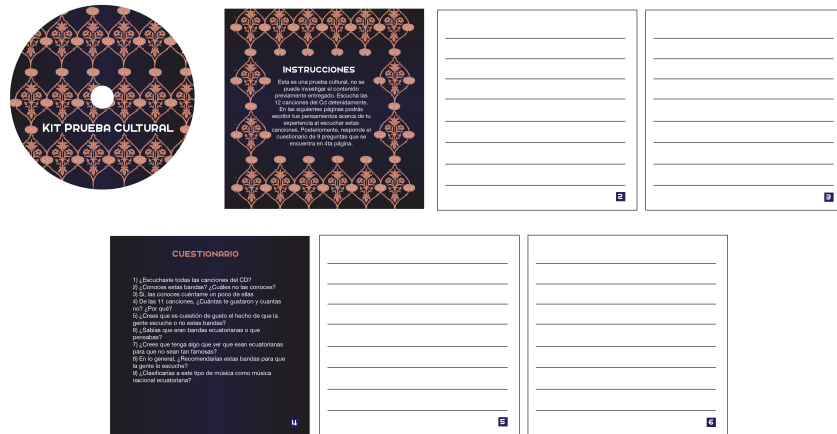 KIT PRUEBA CULTURAL
INSTRUCCIONES
Esta es una prueba cultural, no se
puede investigar el contenido
previamente entregado. Escucha las
12 canciones del Cd detenidamente.
En las siguientes páginas podrás
escribir tus pensamientos acerca de tu
experiencia al escuchar estas
canciones. Posteriormente, responde el
cuestionario de 9 preguntas que se
encuentra en 4ta página.
2
3
CUESTIONARIO
1) ¿Escuchaste todas las canciones del CD?
2) ¿Conoces estas bandas? ¿Cuáles no las conoces?
3) Si, las conoces cuéntame un poco de ellas
4) De las 11 canciones, ¿Cuántas te gustaron y cuantas
no? ¿Por qué?
5) ¿Crees que es cuestión de gusto el hecho de que la
gente escuche o no estas bandas?
6) ¿Sabías que eran bandas ecuatorianas o que
pensabas?
7) ¿Crees que tenga algo que ver que sean ecuatorianas
para que no sean tan famosas?
8) En lo general, ¿Recomendarías estas bandas para que
la gente lo escuche?
9) ¿Clasificarías a este tipo de música como música
nacional ecuatoriana?
4
5
6